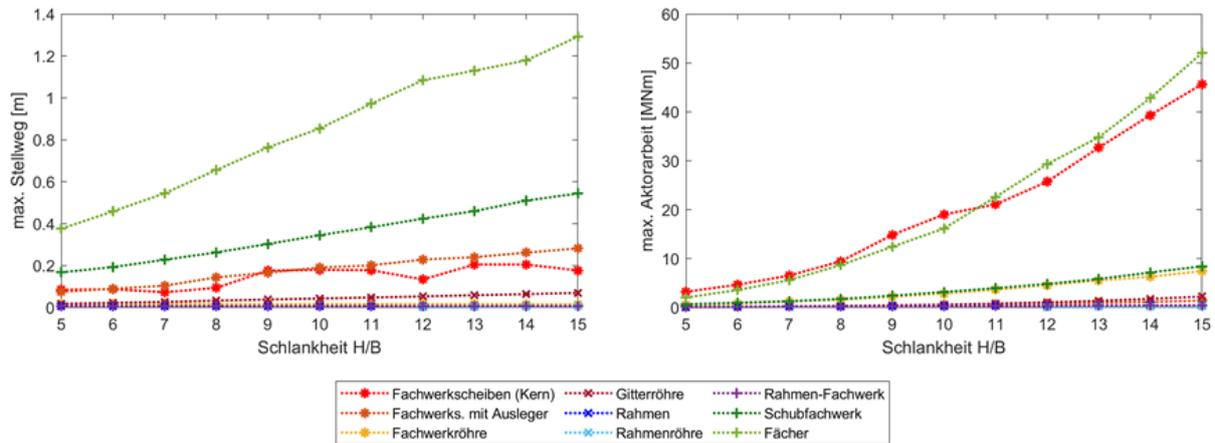 max. Stellweg [m]
1.4
1.2
1
0.8
0.6
0.4
0.2
0
5 6 7 8 9 10 11 12 13 14 15
Schlankheit H/B
max. Aktorarbeit [MNm]
60
50
40
30
20
10
0
5 6 7 8 9 10 11 12 13 14 15
Schlankheit H/B
Fachwerkscheiben (Kern) Gitterröhre Rahmen-Fachwerk
Fachwerks. mit Ausleger Rahmen Schubfachwerk
Fachwerkröhre Rahmenröhre Fächer